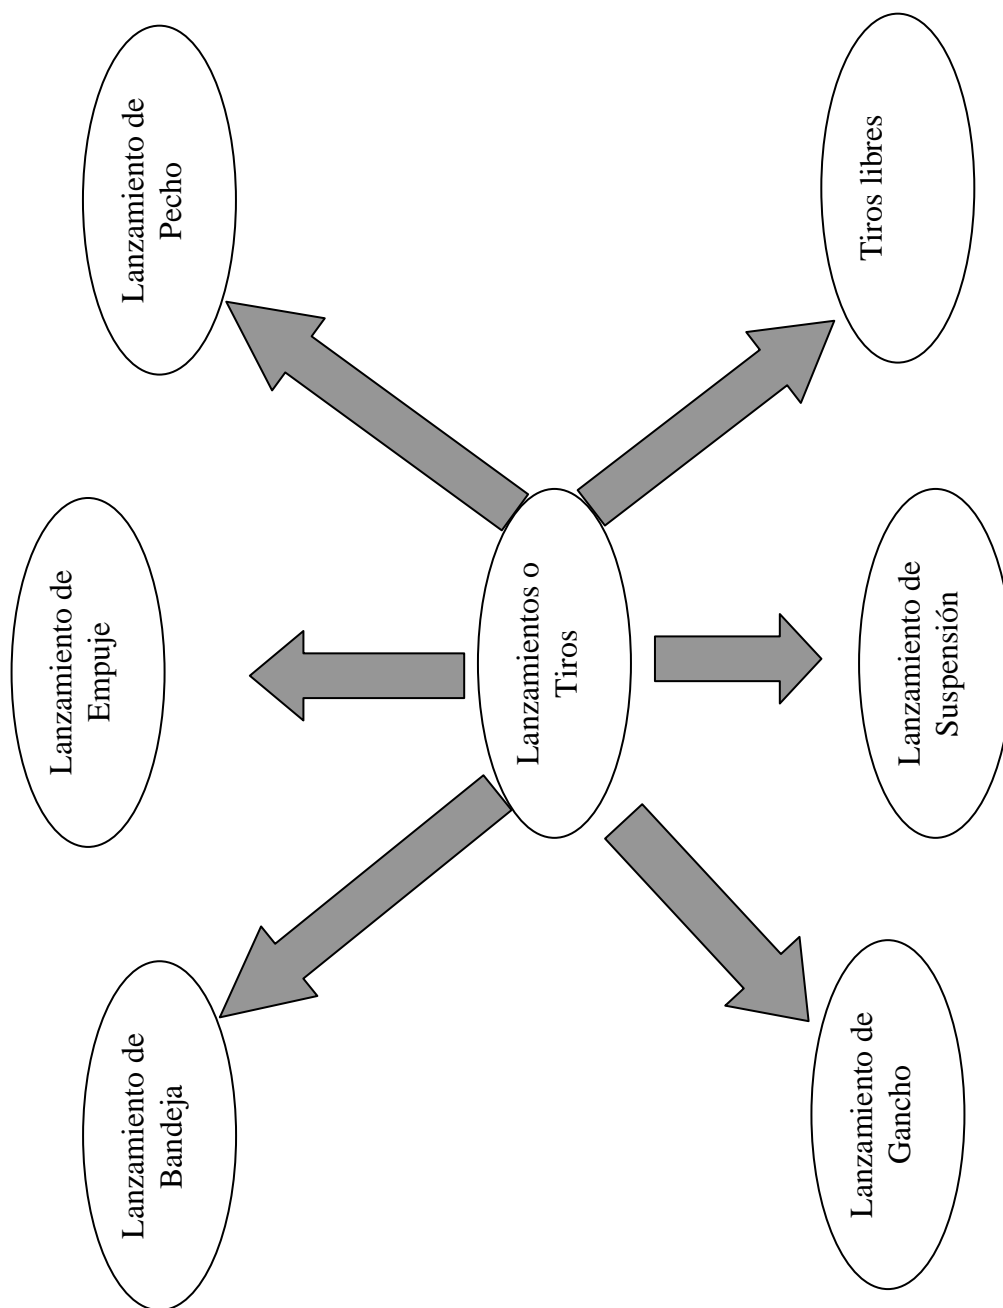 Lanzamiento de
Bandeja
Lanzamiento de
Empuje
Lanzamiento de
Pecho
Lanzamientos o
Tiros
Lanzamiento de
Gancho
Lanzamiento de
Suspensión
Tiros libres